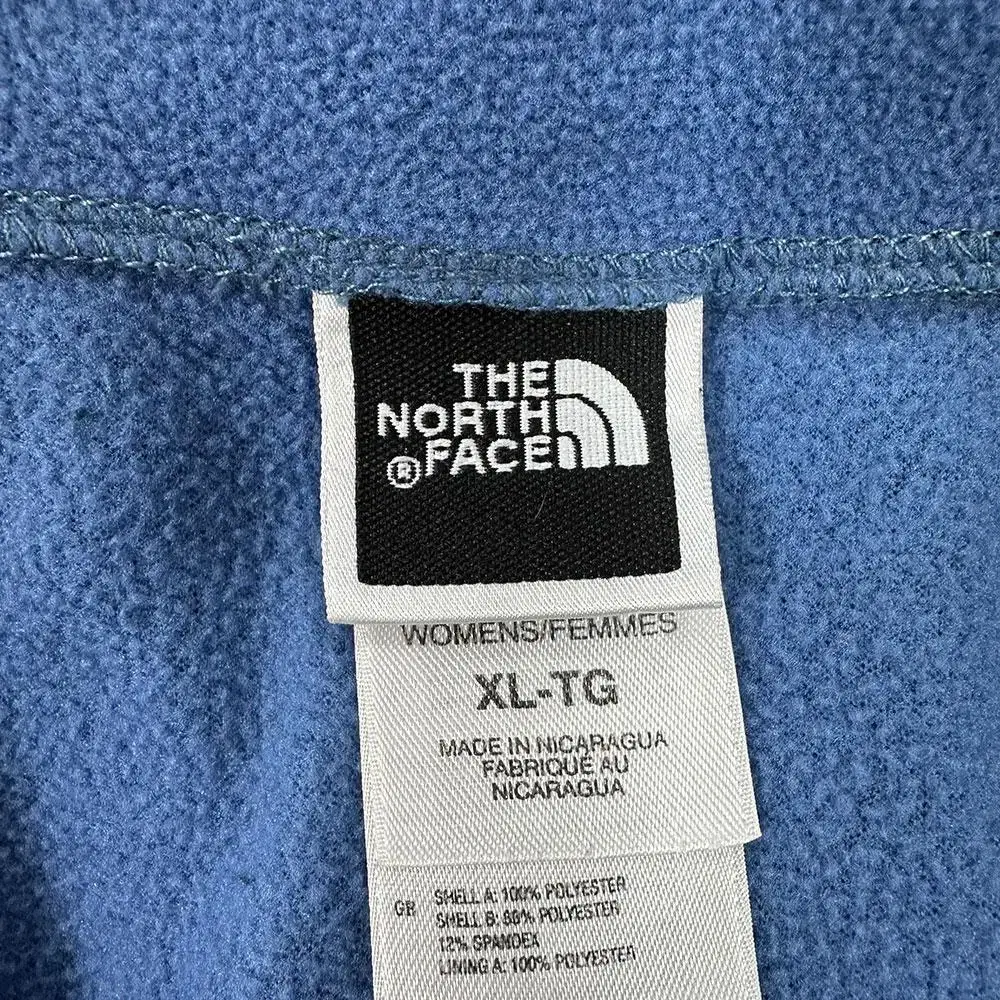 THE
NORTH
® FACE
WOMENS/FEMMES
XL-TG
MADE IN NICARAGUA
FABRIQUÉ AU
NICARAGUA
GB SHELL A: 100% POLYESTER
SHELL B: 88% POLYESTER
12% SPANDEX
LINING A: 100% POLYESTER